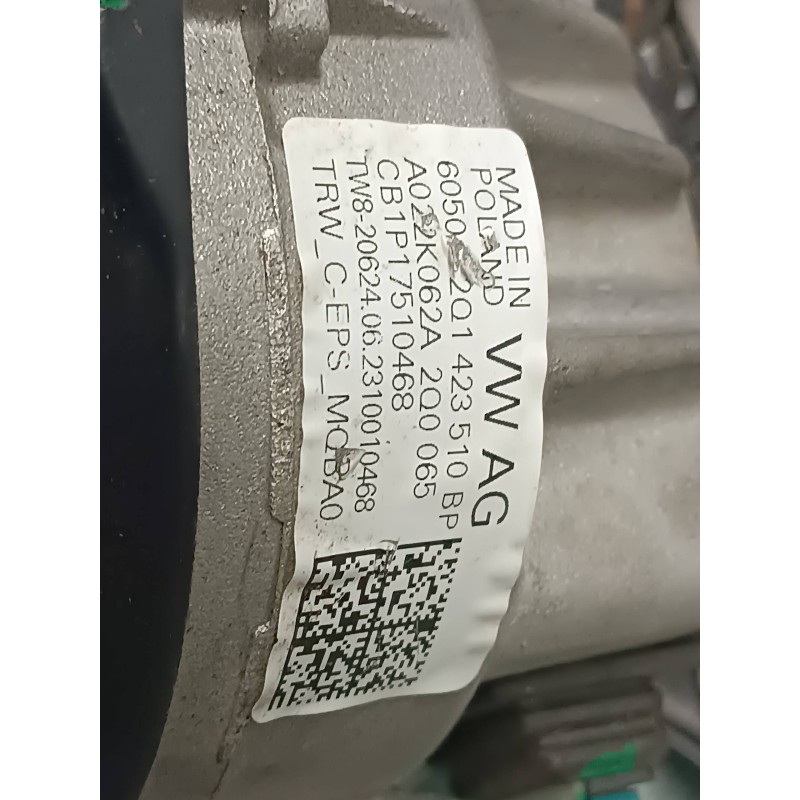 MADE IN
POLAND
VW AG
6050 2Q1 423 510 BP
A022K062A 2Q0 065
CB1P17510468
TW8-20624.06.2310010468
TRW_C-EPS_MQBA0